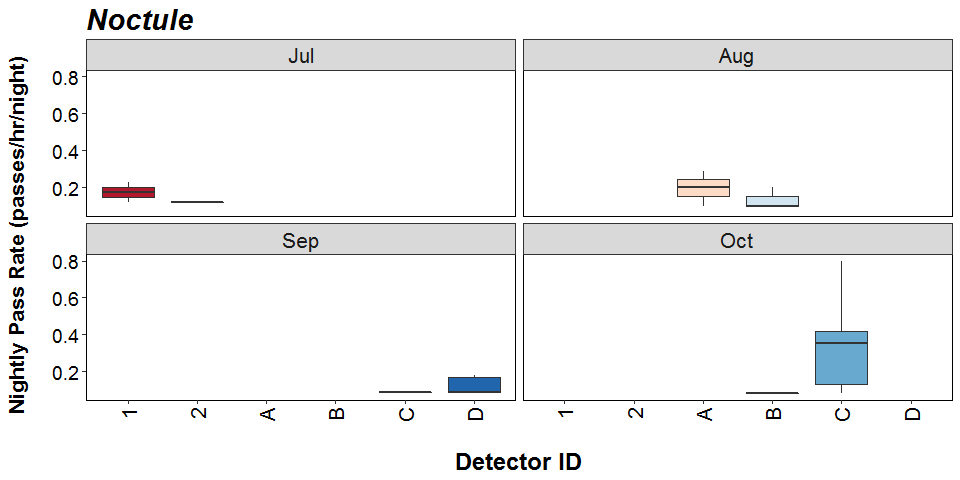 Noctule
Jul
Aug
0.8
0.6
0.4
0.2
Sep
Oct
0.8
0.6
0.4
0.2
1 2 A B C D
1 2 A B C D
Nightly Pass Rate (passes/hr/night)
Detector ID